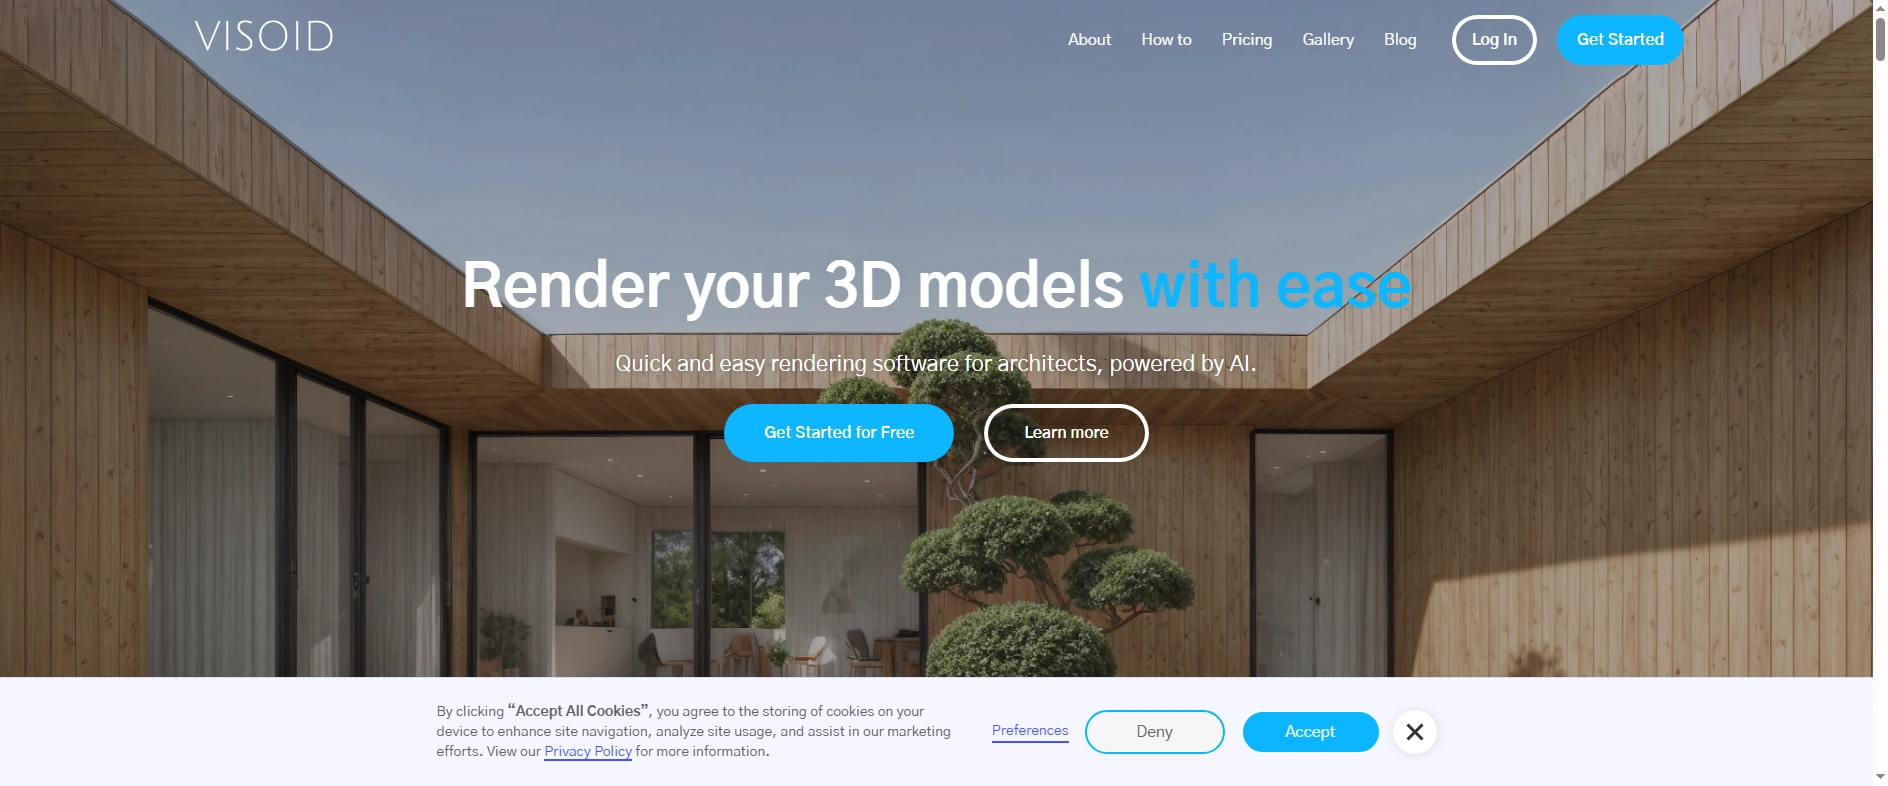 VISOID
About
How to
Pricing
Gallery
Blog
Log In
Get Started
Render your 3D models with ease
Quick and easy rendering software for architects, powered by AI.
Get Started for Free
Learn more
By clicking “Accept All Cookies”, you agree to the storing of cookies on your
device to enhance site navigation, analyze site usage, and assist in our marketing
efforts. View our Privacy Policy for more information.
Preferences
Deny
Accept